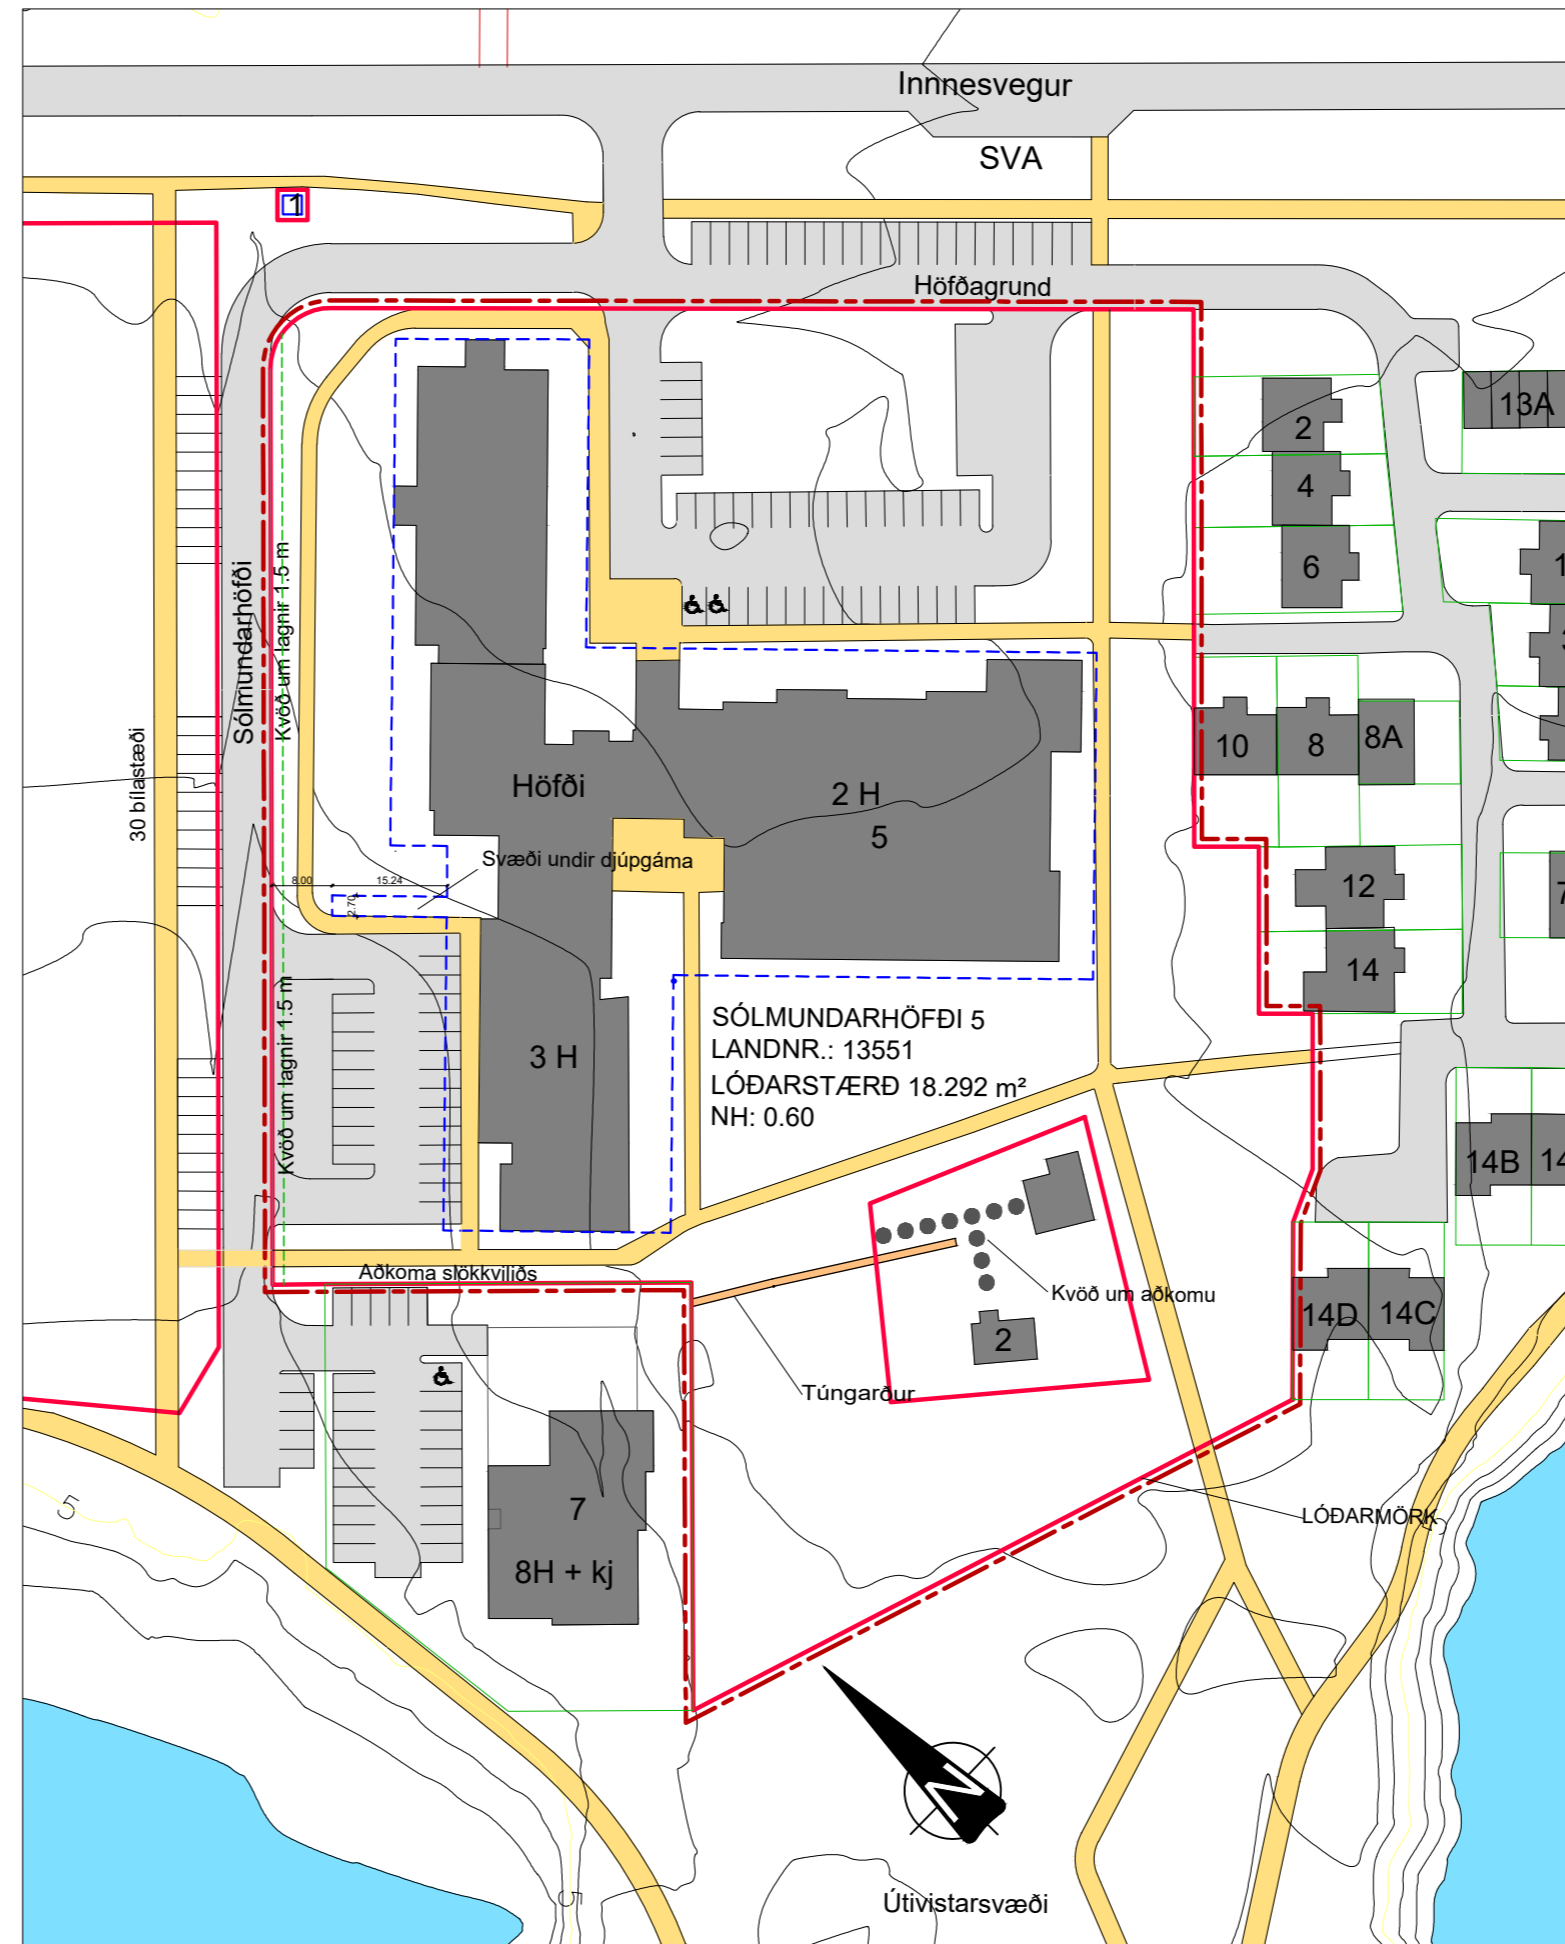 Innnesvegur
SVA
1
Höfðagrund
2
13A
4
6
Sólmundarhöfði
Kvöð um lagnir 1.5 m
30 bílastæði
10
8
8A
Höfði
2 H
5
Svæði undir djúpgáma
8.00
15.24
2.70
12
14
Kvöð um lagnir 1.5 m
3 H
SÓLMUNDARHÖFÐI 5
LANDNR.: 13551
LÓÐARSTÆRÐ 18.292 m²
NH: 0.60
14B
Aðkoma slökkviliðs
Kvöð um aðkomu
2
14D
14C
Túngarður
7
8H + kj
LÓÐARMÖRK
5
N
5
Útivistarsvæði